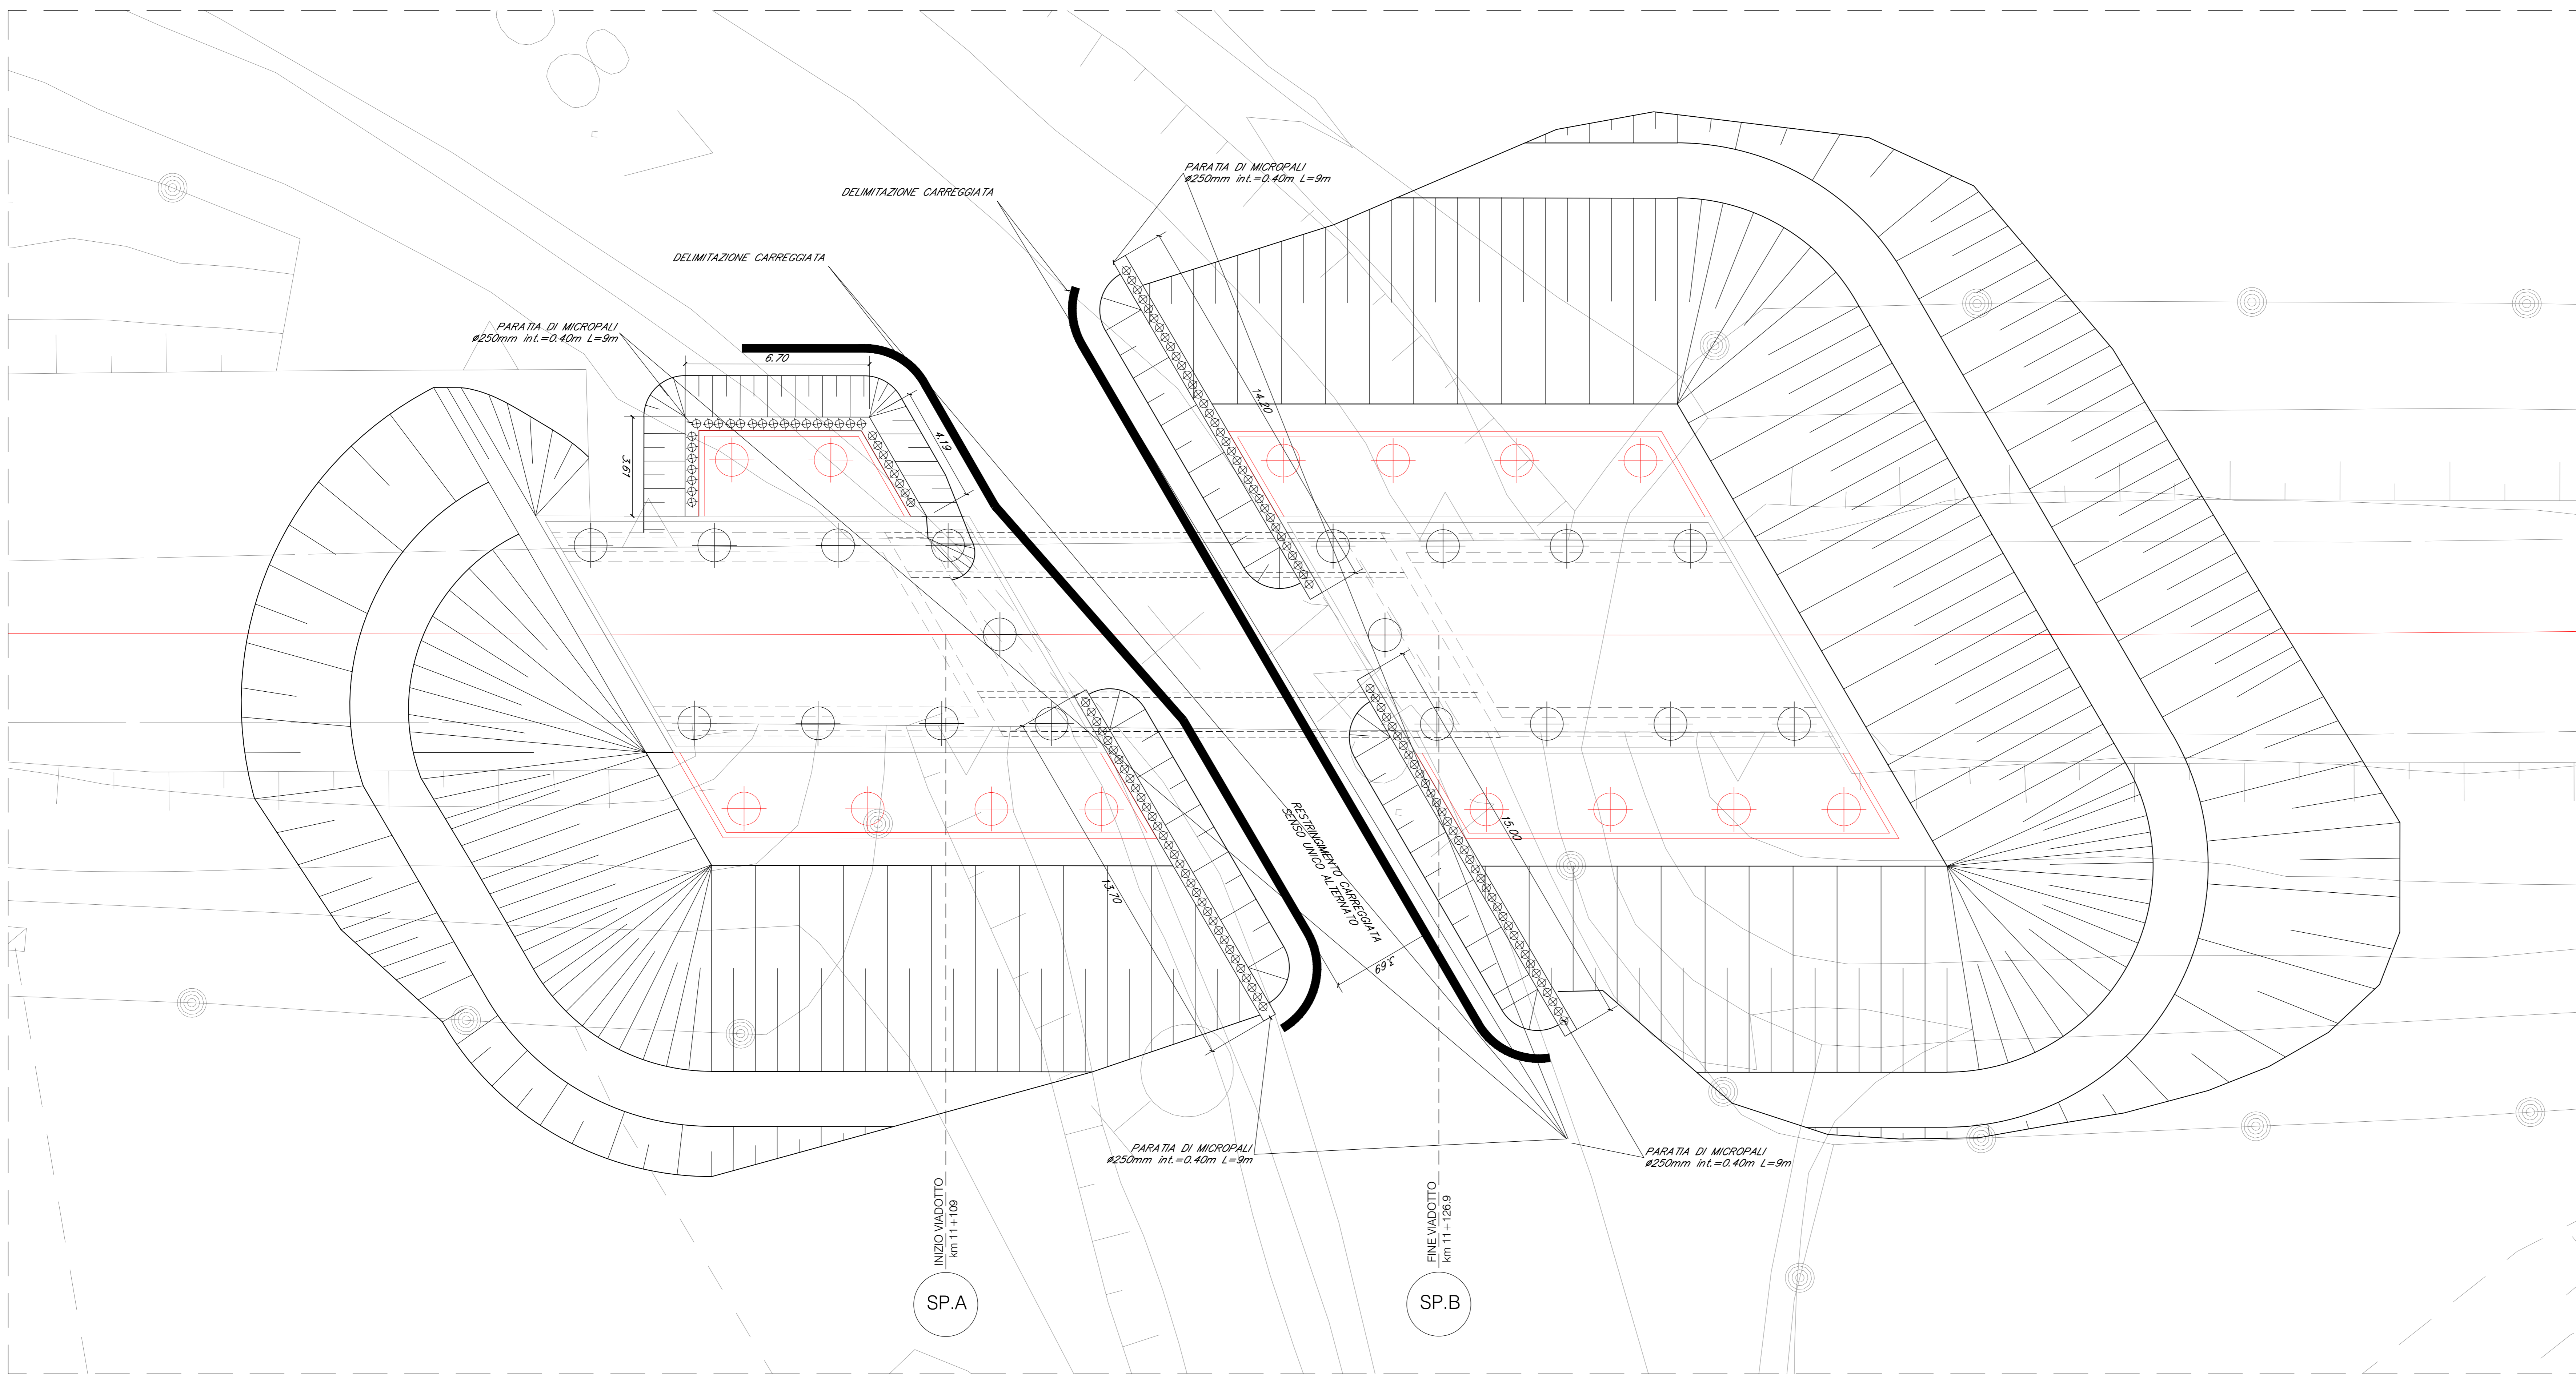 PARATIA DI MICROPALI
ø250mm int.=0.40m L=9m
DELIMITAZIONE CARREGGIATA
DELIMITAZIONE CARREGGIATA
PARATIA DI MICROPALI
ø250mm int.=0.40m L=9m
6.70
14.20
4.19
3.61
RESTRINGIMENTO CARREGGIATA
SENSO UNICO ALTERNATO
15.00
13.70
3.69
PARATIA DI MICROPALI
ø250mm int.=0.40m L=9m
PARATIA DI MICROPALI
ø250mm int.=0.40m L=9m
INIZIO VIADOTTO
km 11+109
FINE VIADOTTO
km 11+126.9
SP.A
SP.B